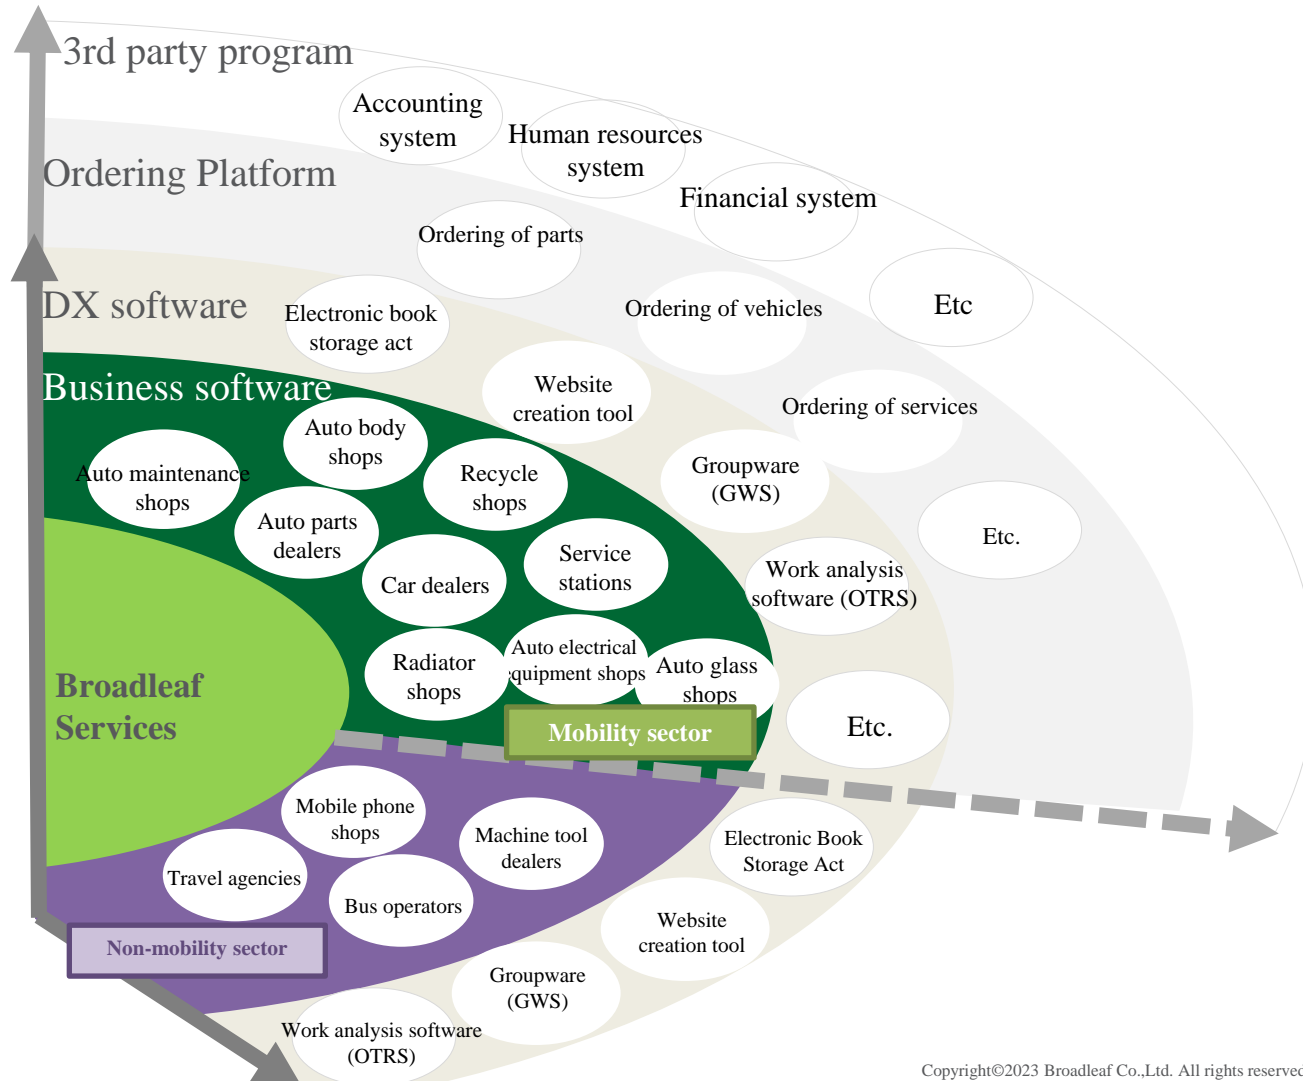 3rd party program
Accounting
system
Human resources
system
Financial system
Etc
Ordering Platform
Ordering of parts
Ordering of vehicles
Ordering of services
Etc.
DX software
Electronic book
storage act
Website
creation tool
Groupware
(GWS)
Work analysis
software (OTRS)
Etc.
Business software
Auto maintenance
shops
Auto body
shops
Recycle
shops
Auto parts
dealers
Car dealers
Service
stations
Radiator
shops
Auto electrical
equipment shops
Auto glass
shops
Mobility sector
Broadleaf
Services
Mobile phone
shops
Machine tool
dealers
Travel agencies
Bus operators
Non-mobility sector
Electronic Book
Storage Act
Website
creation tool
Groupware
(GWS)
Work analysis software
(OTRS)
Copyright©2023 Broadleaf Co.,Ltd. All rights reserved